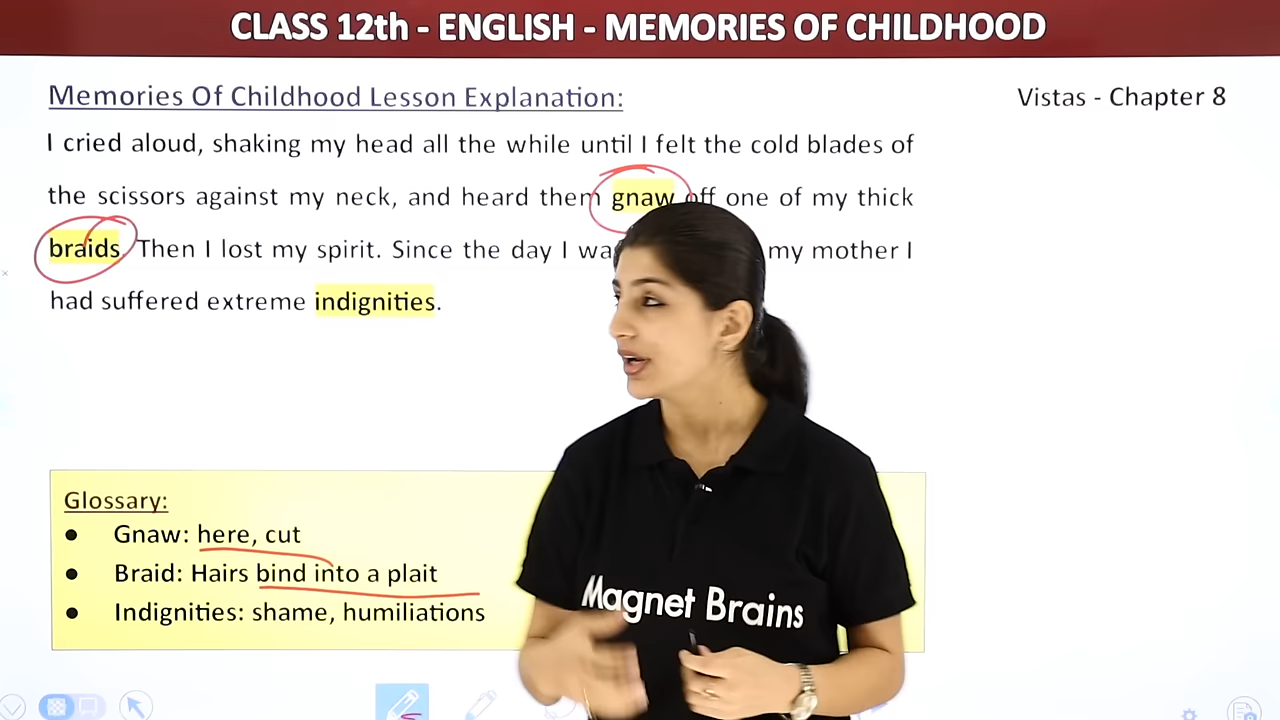 CLASS 12th - ENGLISH - MEMORIES OF CHILDHOOD
Memories Of Childhood Lesson Explanation:
Vistas - Chapter 8
I cried aloud, shaking my head all the while until I felt the cold blades of
the scissors against my neck, and heard them gnaw off one of my thick
braids. Then I lost my spirit. Since the day I my mother I
had suffered extreme indignities.
Glossary:
● Gnaw: here, cut
● Braid: Hairs bind into a plait
● Indignities: shame, humiliations
Magnet Brains